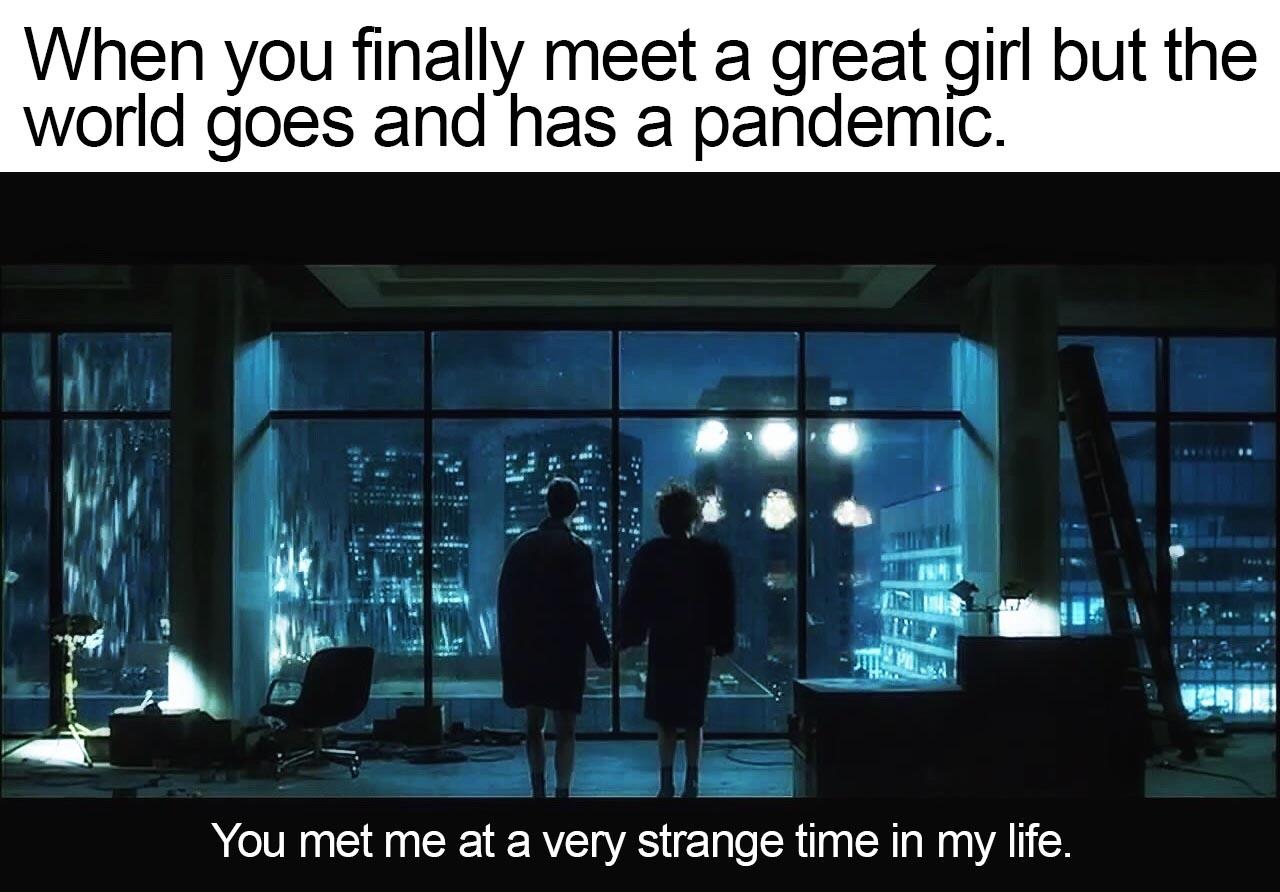 When you finally meet a great girl but the
world goes and has a pandemic.
You met me at a very strange time in my life.